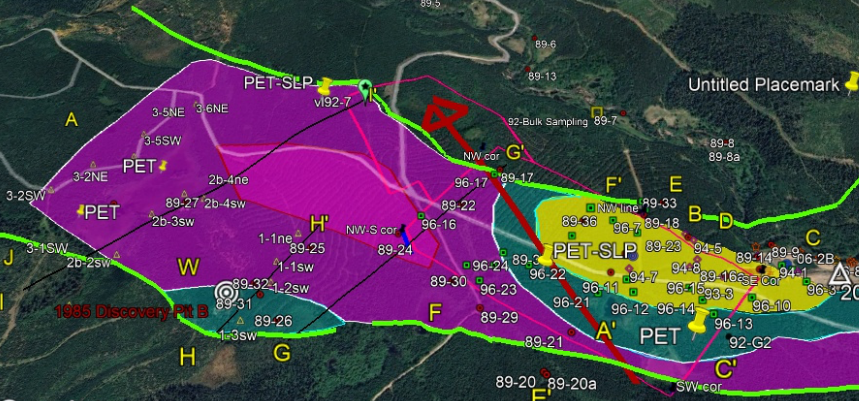 89-5
89-6
89-13
PET-SLP
Untitled Placemark
vl92-7
I'
3-5NE
3-6NE
92-Bulk Sampling
89-7
A
3-5SW
89-8
89-8a
NW cor
G'
PET
3-2NE
2b-4ne
96-17
89-17
F'
E
3-2SW
89-27
2b-4sw
89-22
NW line
89-33
PET
2b-3sw
96-16
89-36
96-7
89-18
B
D
H'
NW-S cor
C
3-1SW
1-1ne
89-25
89-24
PET-SLP
89-23
94-5
89-14
89-9
06-2B
J
2b-2sw
1-1sw
96-24
89-3
96-22
94-7
94-8
89-16
SE Cor
94-1
W
89-32
1-2sw
89-30
96-23
96-11
96-15
93-3
96-3
I
89-31
96-21
96-12
96-14
96-10
20
1985 Discovery Pit B
89-26
F
89-29
A'
PET
96-13
1-3sw
89-21
92-G2
H
G
C'
89-20
89-20a
SW cor
E'